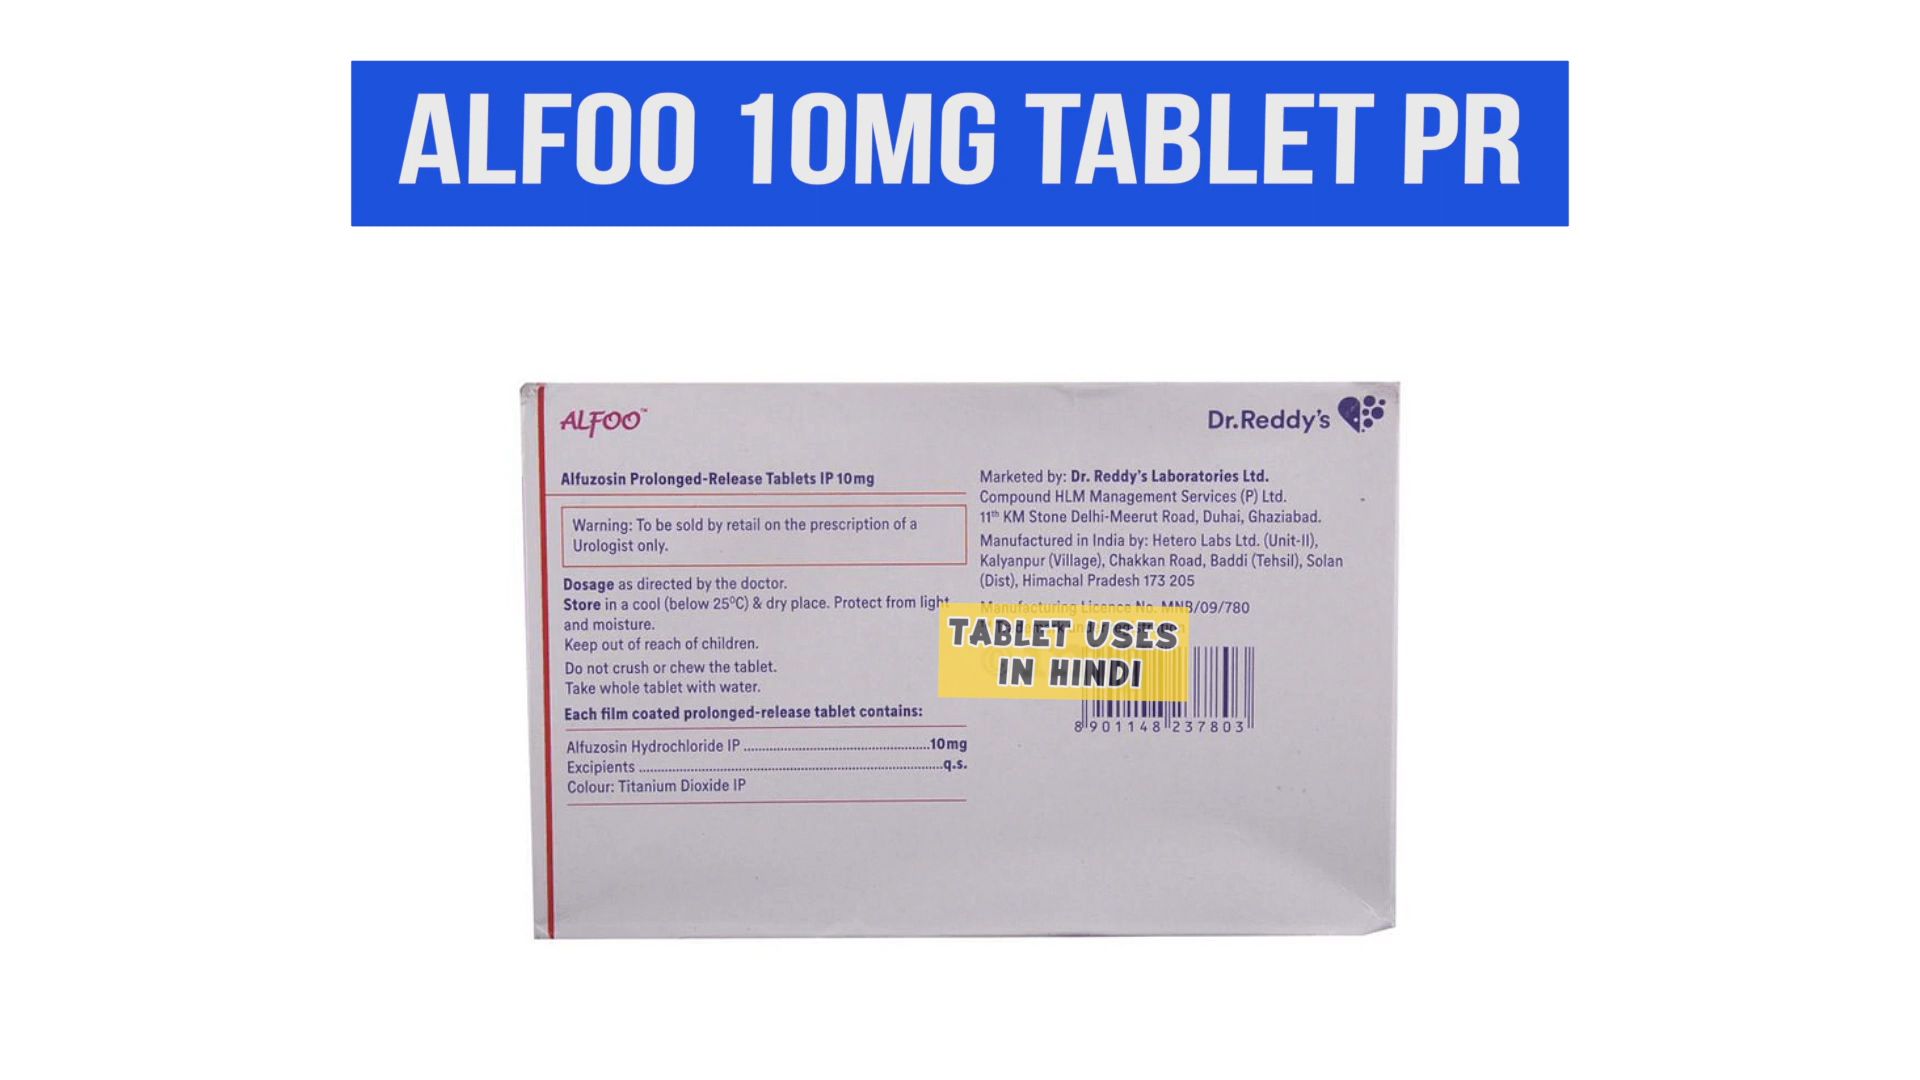 ALFOO 10MG TABLET PR
ALFOO™
Dr.Reddy's
Alfuzosin Prolonged-Release Tablets IP 10mg
Warning: To be sold by retail on the prescription of a
Urologist only.
Dosage as directed by the doctor.
Store in a cool (below 25ºC) & dry place. Protect from light
and moisture.
Keep out of reach of children.
Do not crush or chew the tablet.
Take whole tablet with water.
Each film coated prolonged-release tablet contains:
Alfuzosin Hydrochloride IP ................................................10mg
Excipients ................................................q.s.
Colour: Titanium Dioxide IP
Marketed by: Dr. Reddy's Laboratories Ltd.
Compound HLM Management Services (P) Ltd.
11th KM Stone Delhi-Meerut Road, Duhai, Ghaziabad.
Manufactured in India by: Hetero Labs Ltd. (Unit-II),
Kalyanpur (Village), Chakkan Road, Baddi (Tehsil), Solan
(Dist), Himachal Pradesh 173 205
Manufacturing Licence No. MNB/09/780
TABLET USES
IN HINDI
8 901148 237803